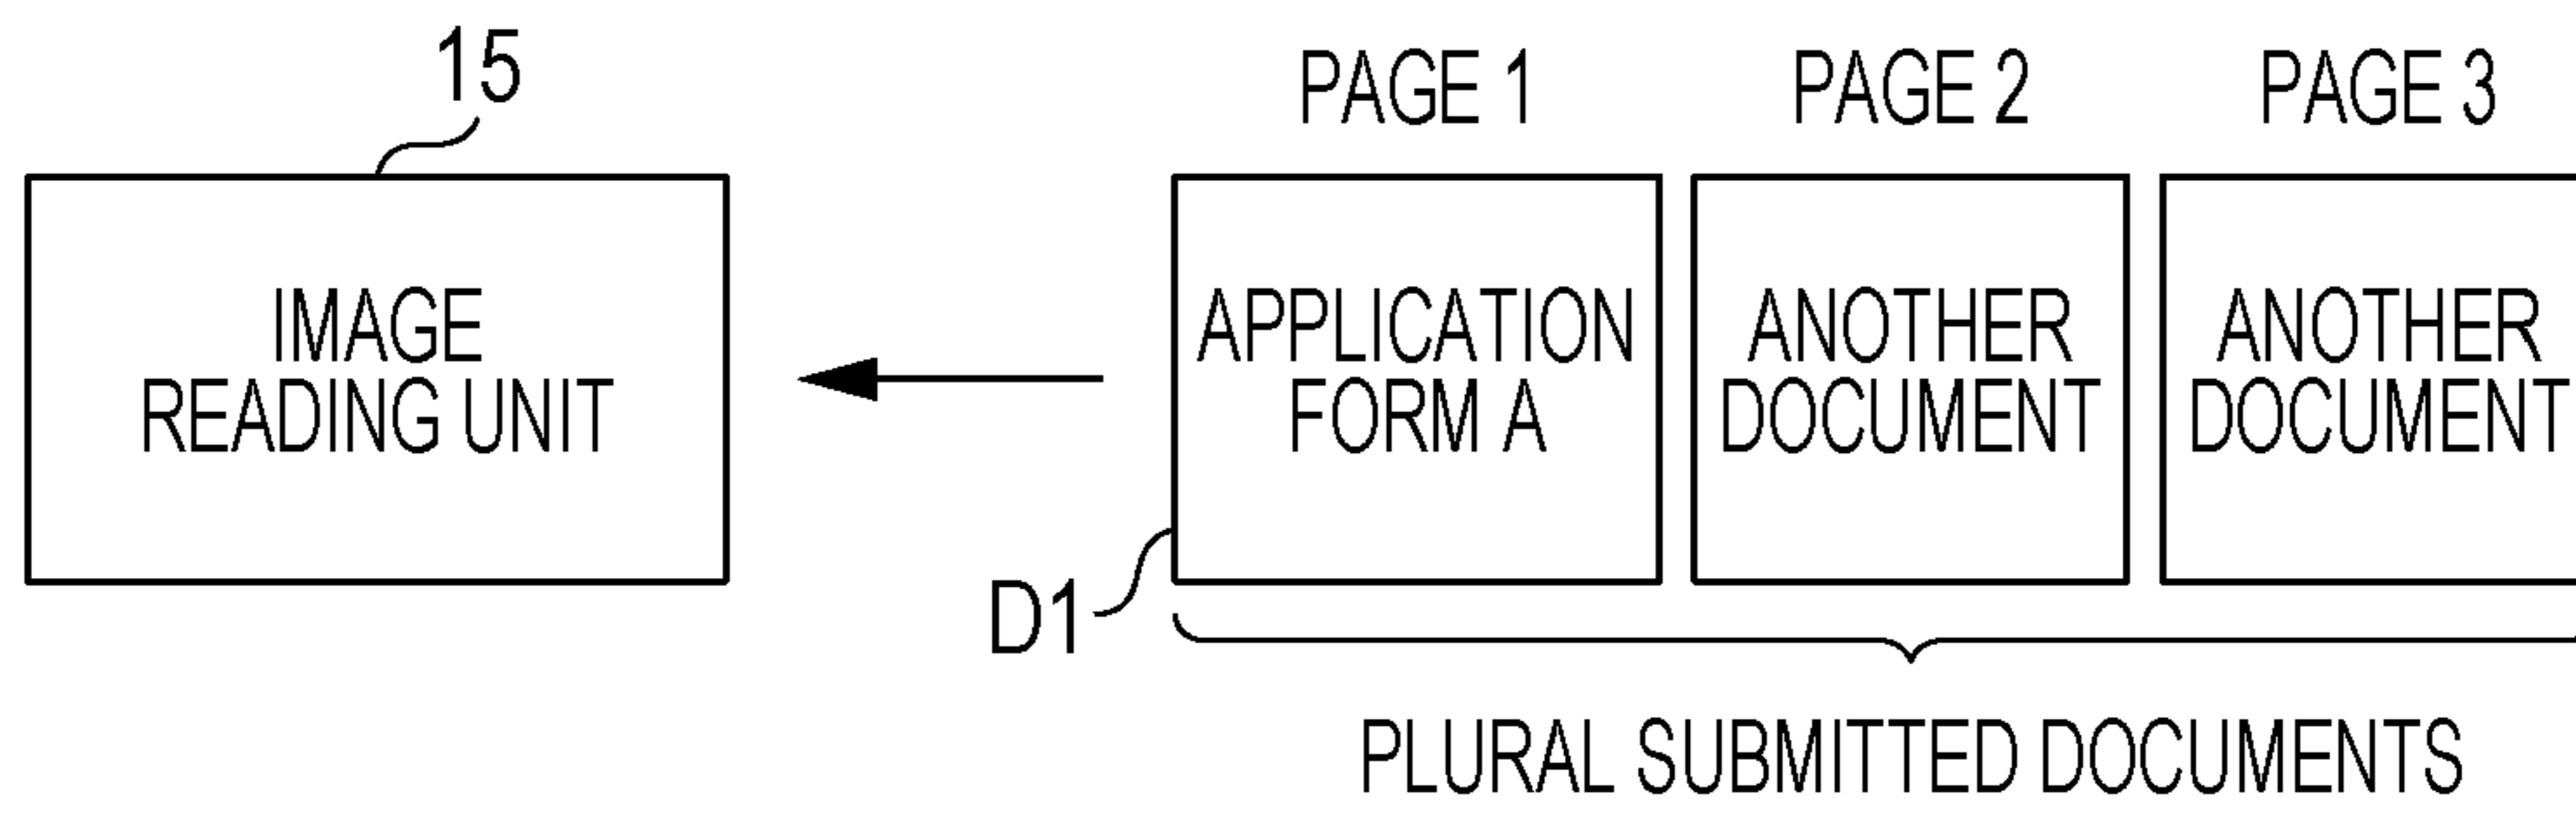 15
PAGE 1 PAGE 2 PAGE 3
IMAGE
READING UNIT
APPLICATION
FORM A
ANOTHER
DOCUMENT
ANOTHER
DOCUMENT
D1
PLURAL SUBMITTED DOCUMENTS